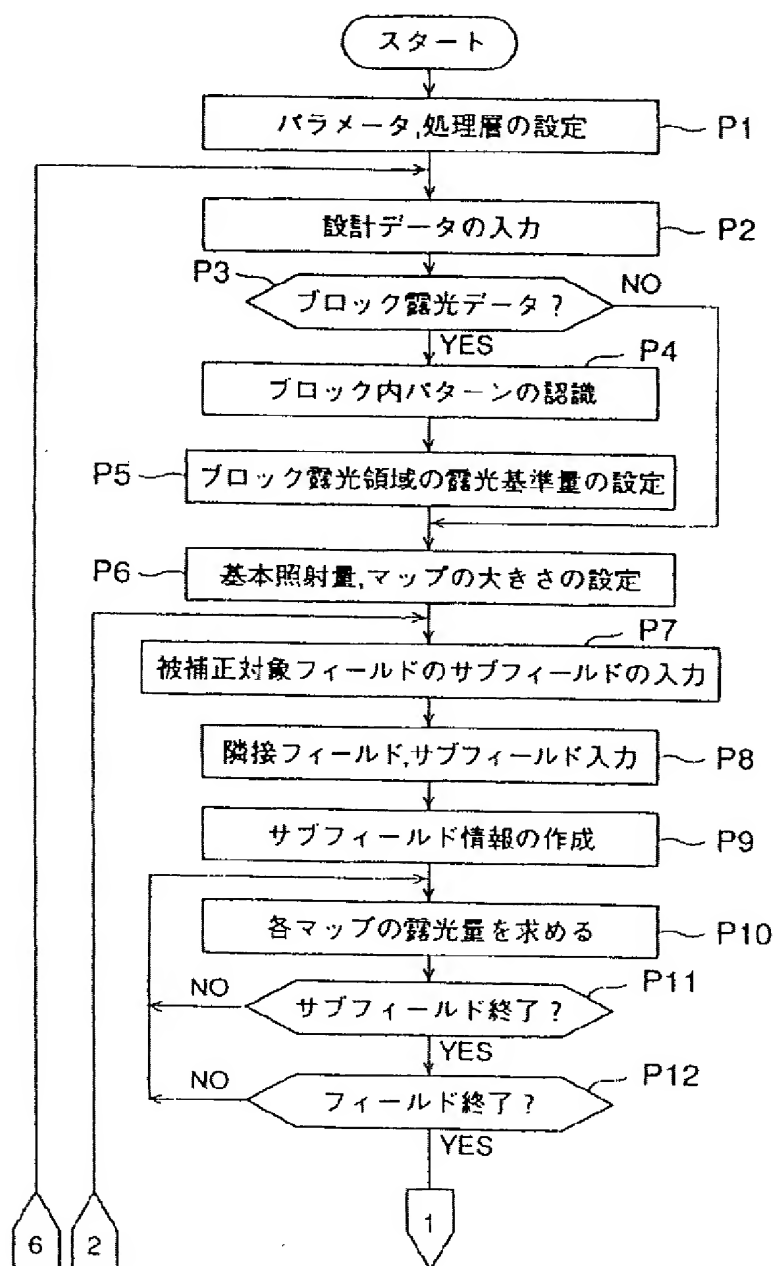 スタート
パラメータ,処理層の設定
P1
設計データの入力
P2
P3
ブロック露光データ?
NO
YES
P4
ブロック内パターンの認識
P5
ブロック露光領域の露光基準量の設定
P6
基本照射量,マップの大きさの設定
P7
被補正対象フィールドのサブフィールドの入力
隣接フィールド,サブフィールド入力
P8
サブフィールド情報の作成
P9
各マップの露光量を求める
P10
P11
NO
サブフィールド終了?
YES
P12
NO
フィールド終了?
YES
6
2
1